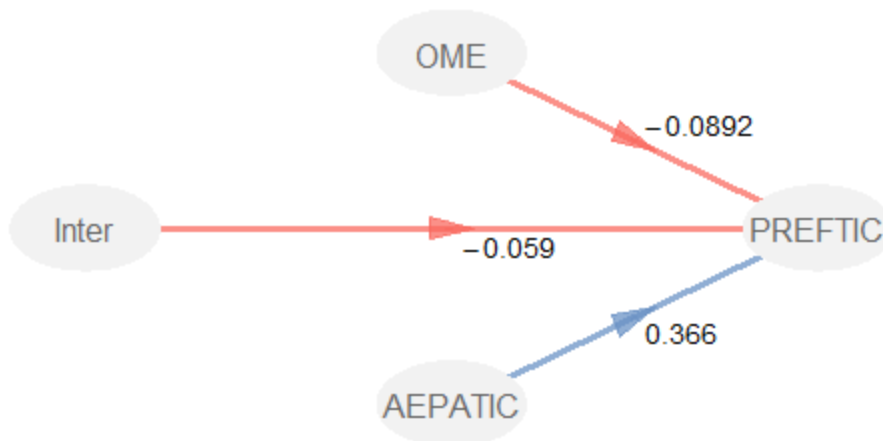 OME
−0.0892
Inter
−0.059
PREFTIC
0.366
AEPATIC